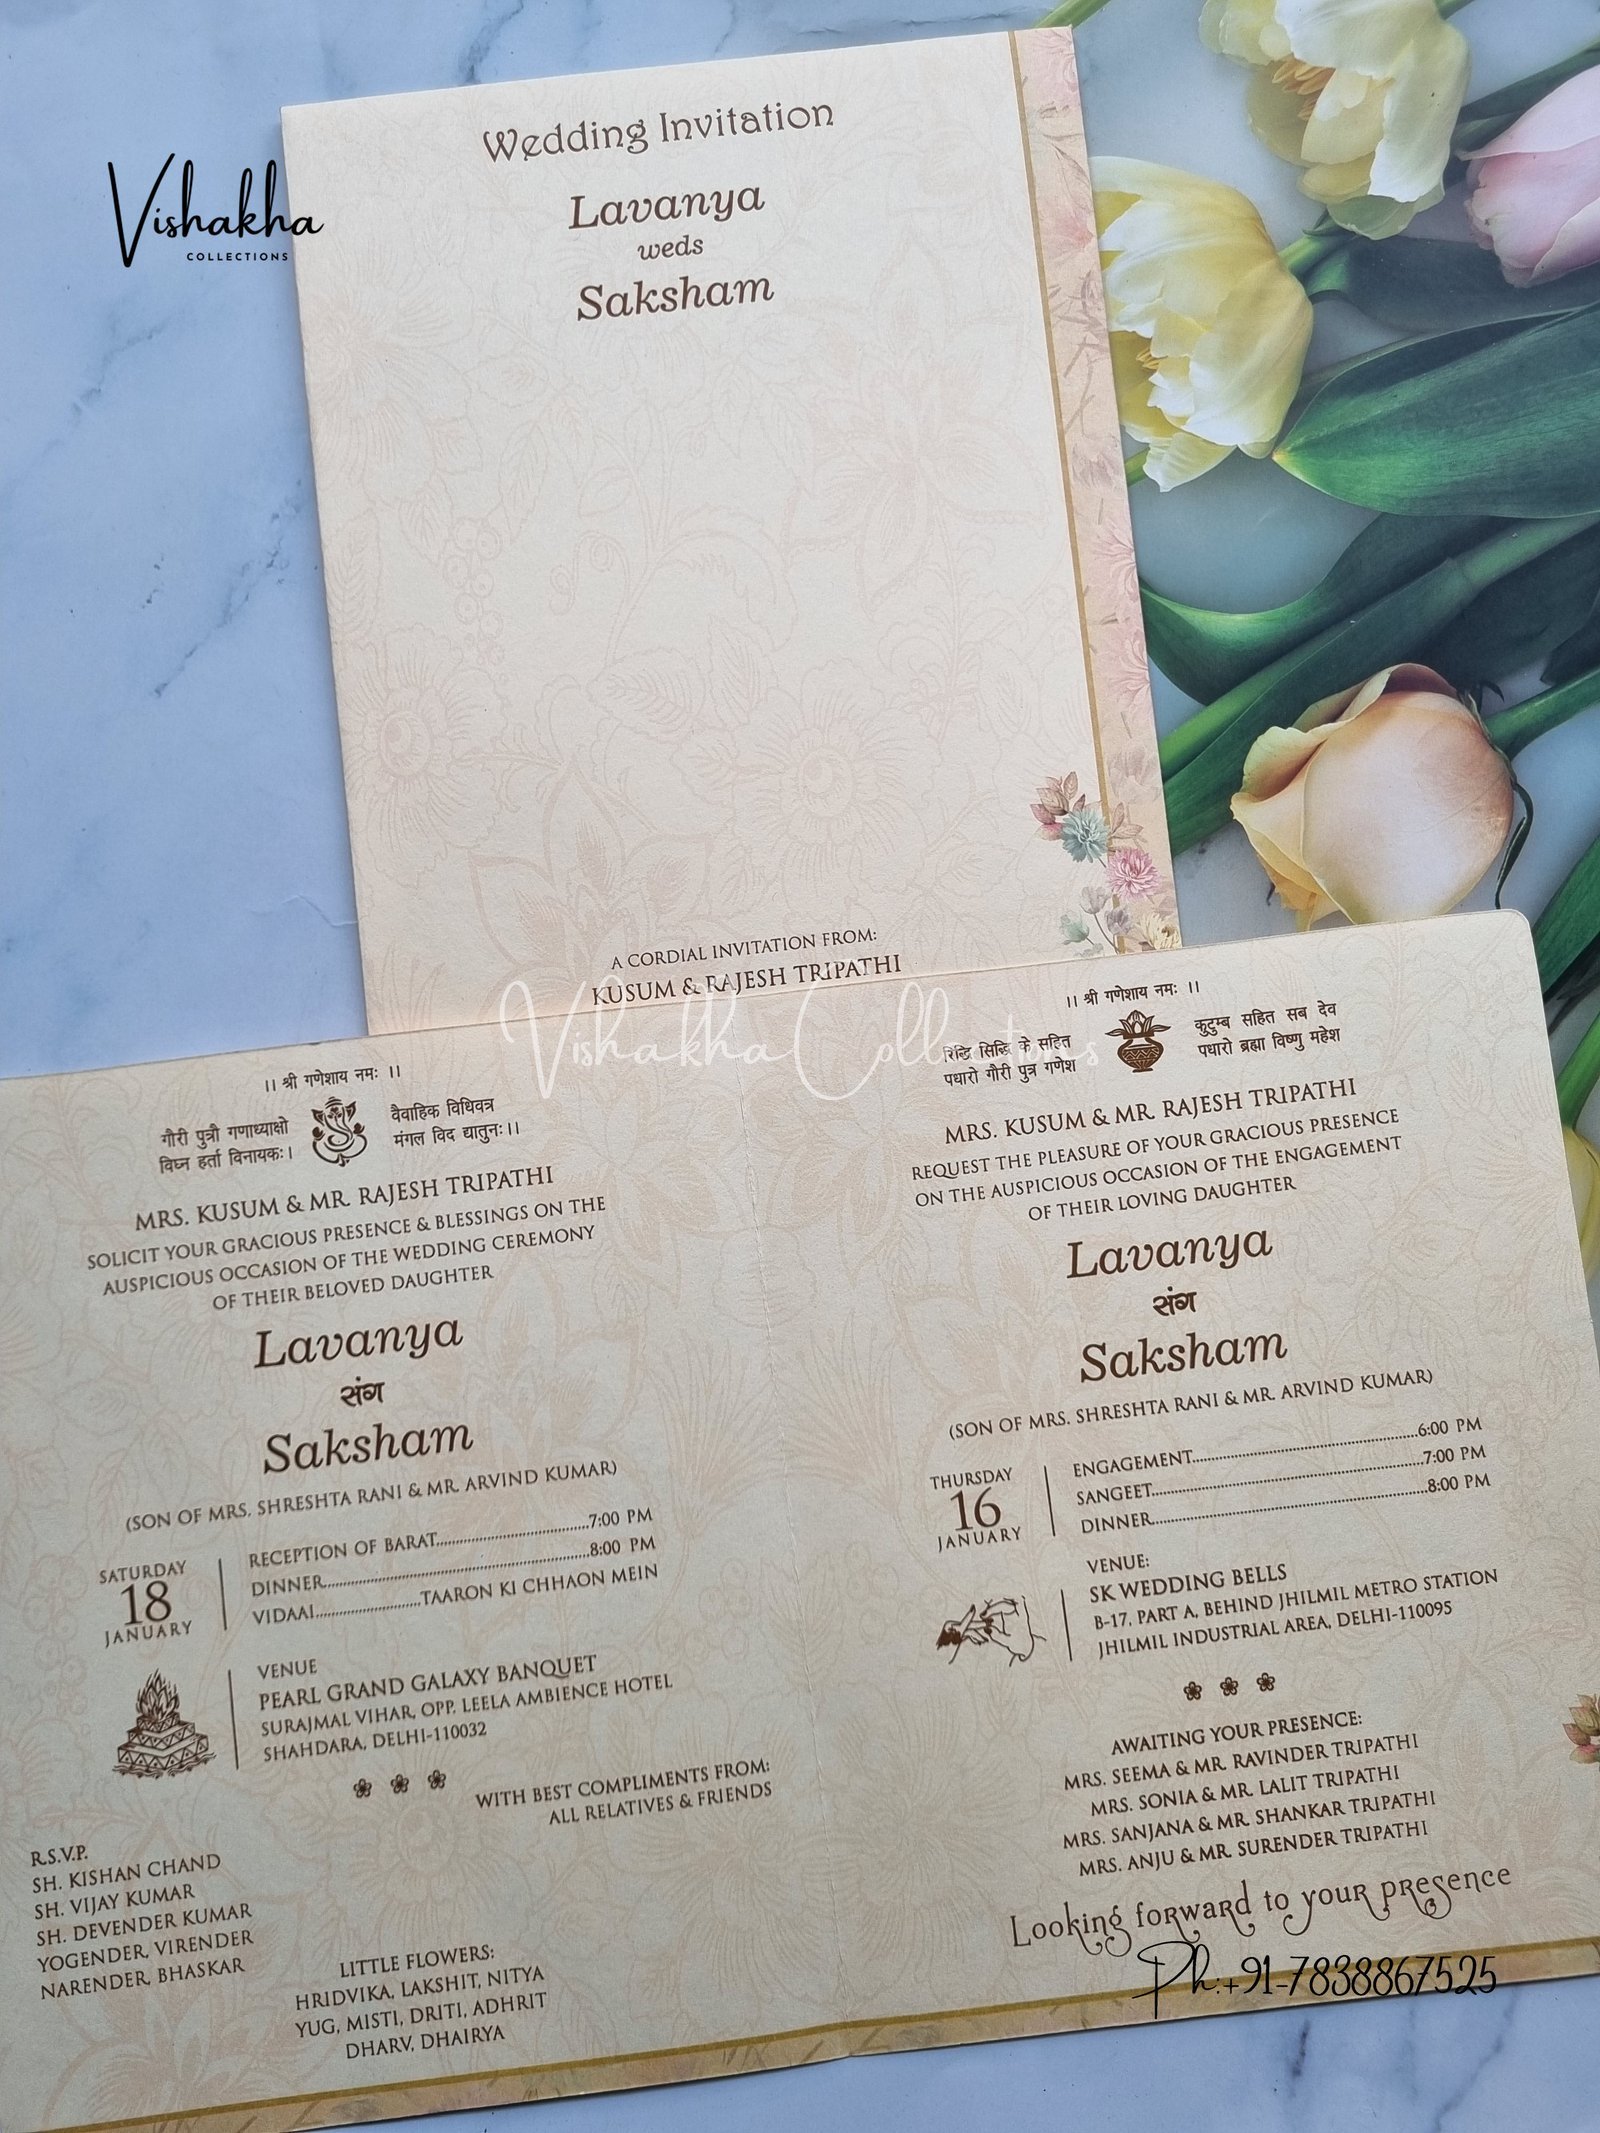 Vishakha
COLLECTIONS
Wedding Invitation
Lavanya
weds
Saksham
A CORDIAL INVITATION FROM:
KUSUM & RAJESH TRIPATHI
Vishakha Collections
।। श्री गणेशाय नमः ।।
गौरी पुत्री गणाध्याक्षो
विघ्न हर्ता विनायकः।
वैवाहिक विधिवत्र
मंगल विद द्यातुनः।।
MRS. KUSUM & MR. RAJESH TRIPATHI
SOLICIT YOUR GRACIOUS PRESENCE & BLESSINGS ON THE
AUSPICIOUS OCCASION OF THE WEDDING CEREMONY
OF THEIR BELOVED DAUGHTER
Lavanya
संग
Saksham
(SON OF MRS. SHRESHTA RANI & MR. ARVIND KUMAR)
SATURDAY
18
JANUARY
RECEPTION OF BARAT....................7:00 PM
DINNER....................8:00 PM
VIDAAI....................TAARON KI CHHAON MEIN
VENUE
PEARL GRAND GALAXY BANQUET
SURAJMAL VIHAR, OPP. LEELA AMBIENCE HOTEL
SHAHDARA, DELHI-110032
WITH BEST COMPLIMENTS FROM:
ALL RELATIVES & FRIENDS
R.S.V.P.
SH. KISHAN CHAND
SH. VIJAY KUMAR
SH. DEVENDER KUMAR
YOGENDER, VIRENDER
NARENDER, BHASKAR
LITTLE FLOWERS:
HRIDVIKA, LAKSHIT, NITYA
YUG, MISTI, DRITI, ADHRIT
DHARV, DHAIRYA
।। श्री गणेशाय नमः ।।
रिद्धि सिद्धि के सहित
पधारो गौरी पुत्र गणेश
कुटुम्ब सहित सब देव
पधारो ब्रह्मा विष्णु महेश
MRS. KUSUM & MR. RAJESH TRIPATHI
REQUEST THE PLEASURE OF YOUR GRACIOUS PRESENCE
ON THE AUSPICIOUS OCCASION OF THE ENGAGEMENT
OF THEIR LOVING DAUGHTER
Lavanya
संग
Saksham
(SON OF MRS. SHRESHTA RANI & MR. ARVIND KUMAR)
THURSDAY
16
JANUARY
ENGAGEMENT....................6:00 PM
SANGEET....................7:00 PM
DINNER....................8:00 PM
VENUE:
SK WEDDING BELLS
B-17, PART A, BEHIND JHILMIL METRO STATION
JHILMIL INDUSTRIAL AREA, DELHI-110095
AWAITING YOUR PRESENCE:
MRS. SEEMA & MR. RAVINDER TRIPATHI
MRS. SONIA & MR. LALIT TRIPATHI
MRS. SANJANA & MR. SHANKAR TRIPATHI
MRS. ANJU & MR. SURENDER TRIPATHI
Looking forward to your presence
Ph:+91-7838867525